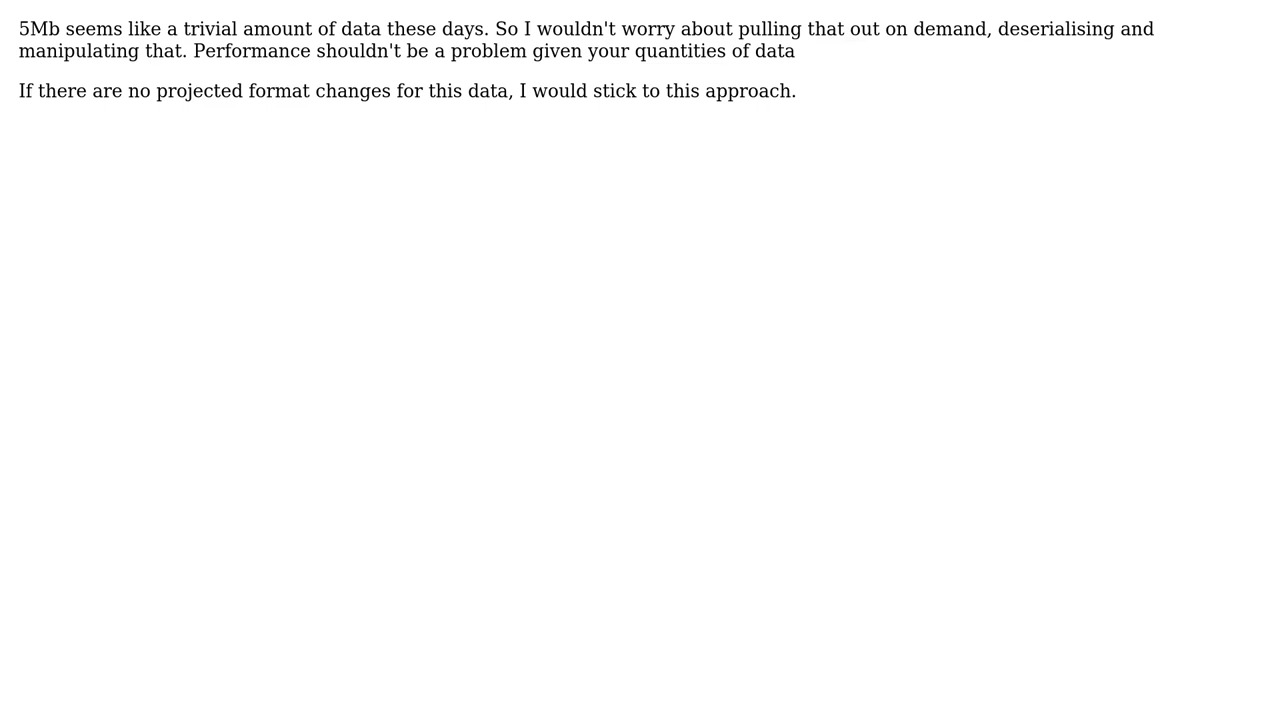 5Mb seems like a trivial amount of data these days. So I wouldn't worry about pulling that out on demand, deserialising and
manipulating that. Performance shouldn't be a problem given your quantities of data
If there are no projected format changes for this data, I would stick to this approach.